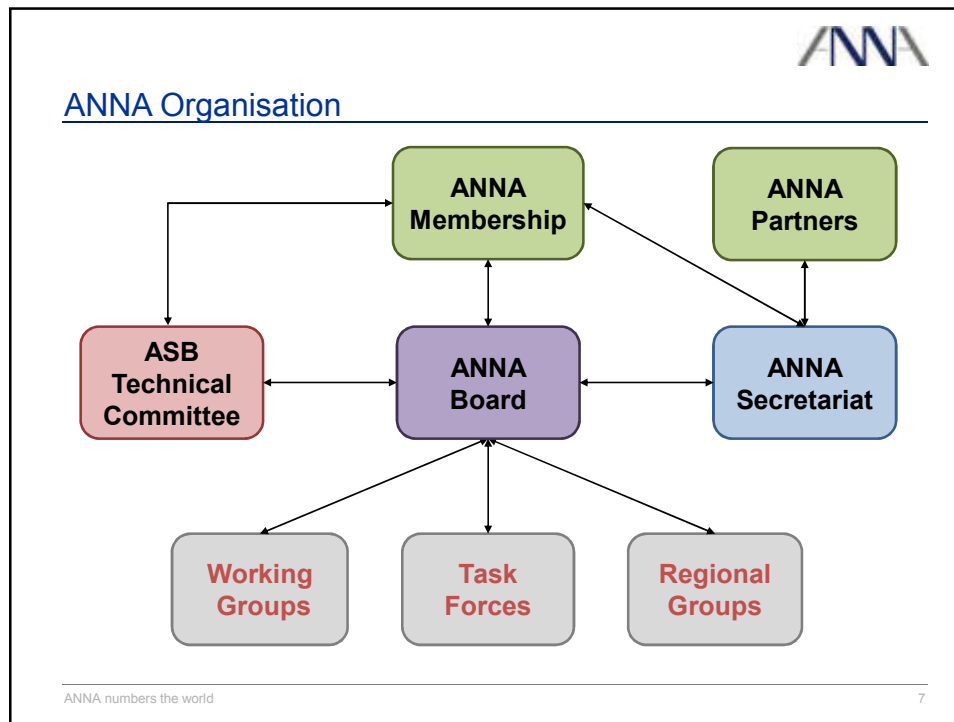 ANNA
ANNA Organisation
ANNA
Membership
ANNA
Partners
ASB
Technical
Committee
ANNA
Board
ANNA
Secretariat
Working
Groups
Task
Forces
Regional
Groups
ANNA numbers the world
7